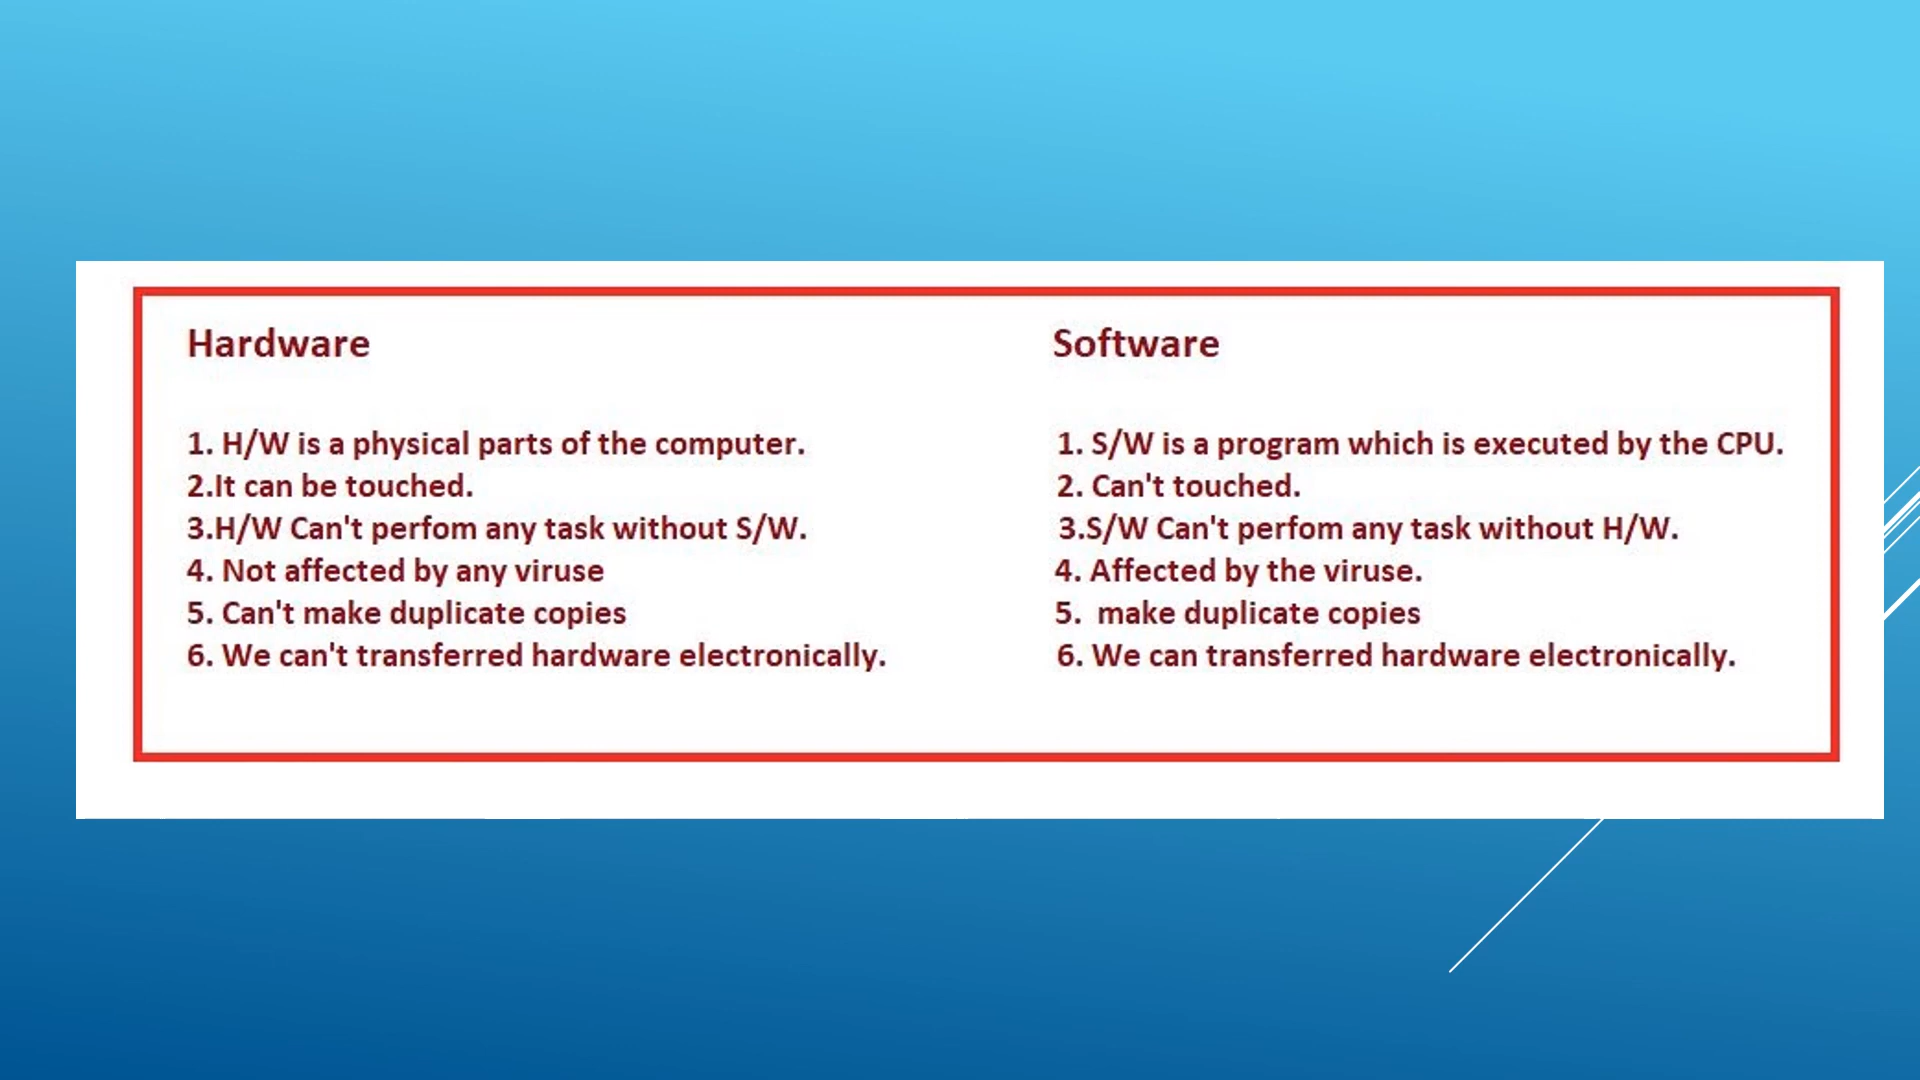 Hardware
1. H/W is a physical parts of the computer.
2.It can be touched.
3.H/W Can't perfom any task without S/W.
4. Not affected by any viruse
5. Can't make duplicate copies
6. We can't transferred hardware electronically.
Software
1. S/W is a program which is executed by the CPU.
2. Can't touched.
3.S/W Can't perfom any task without H/W.
4. Affected by the viruse.
5.  make duplicate copies
6. We can transferred hardware electronically.